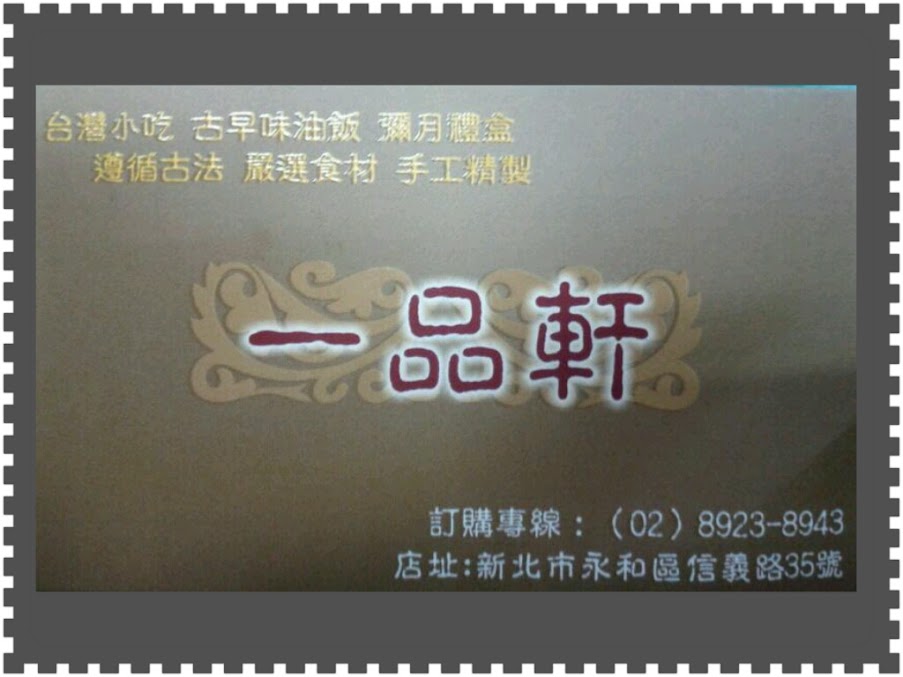 台灣小吃 古早味油飯 彌月禮盒
遵循古法 嚴選食材 手工精製
一品軒
訂購專線：（02）8923-8943
店址:新北市永和區信義路35號